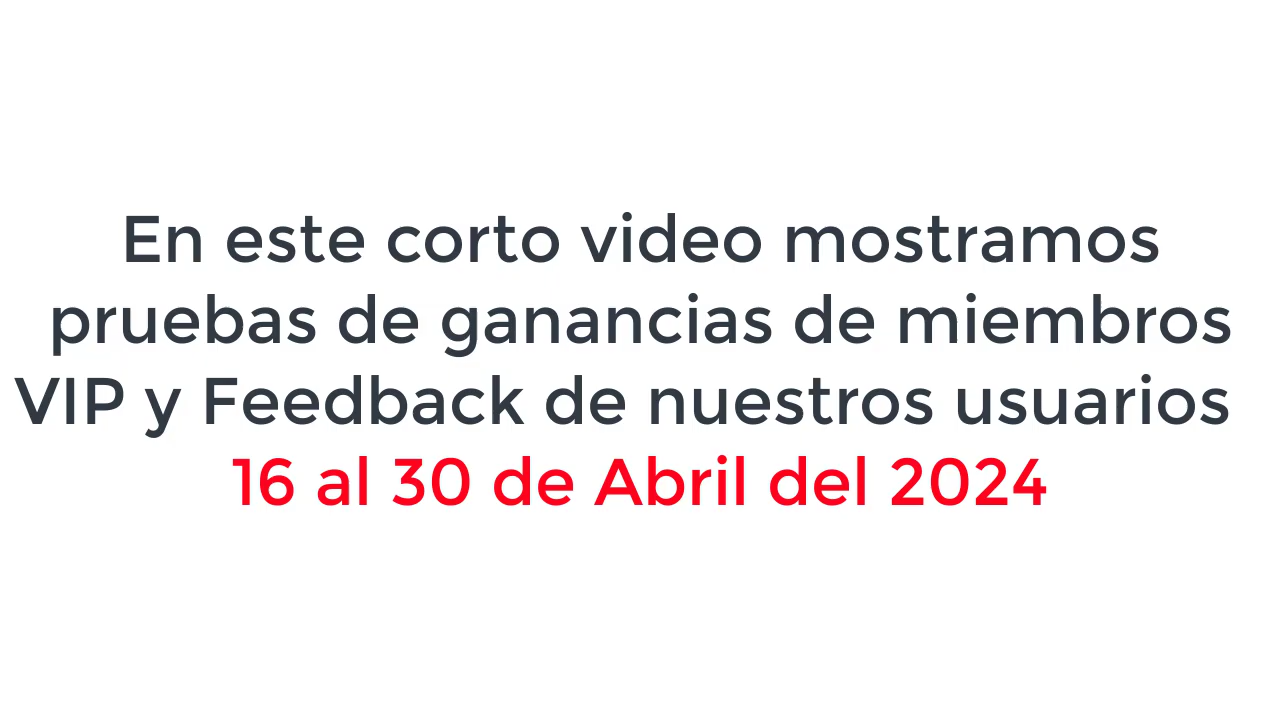 En este corto video mostramos
pruebas de ganancias de miembros
VIP y Feedback de nuestros usuarios
16 al 30 de Abril del 2024